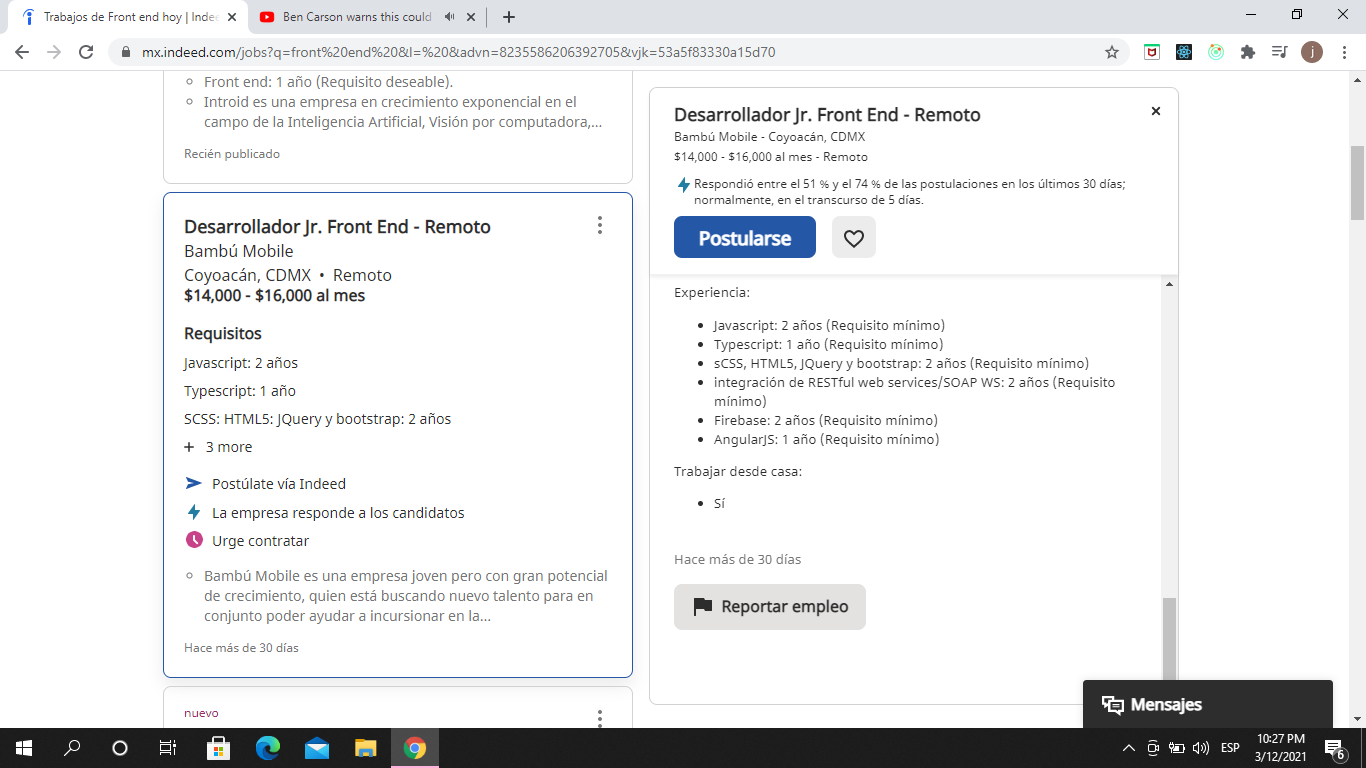 Trabajos de Front end hoy | Indee
Ben Carson warns this could
mx.indeed.com/jobs?q=front%20end%20&l=%20&advn=8235586206392705&vjk=53a5f83330a15d70
j
Front end: 1 año (Requisito deseable).
Introid es una empresa en crecimiento exponencial en el
campo de la Inteligencia Artificial, Visión por computadora,...
Recién publicado
Desarrollador Jr. Front End - Remoto
Bambú Mobile
Coyoacán, CDMX • Remoto
$14,000 - $16,000 al mes
Requisitos
Javascript: 2 años
Typescript: 1 año
SCSS: HTML5: JQuery y bootstrap: 2 años
+ 3 more
Postúlate vía Indeed
La empresa responde a los candidatos
Urge contratar
Bambú Mobile es una empresa joven pero con gran potencial
de crecimiento, quien está buscando nuevo talento para en
conjunto poder ayudar a incursionar en la...
Hace más de 30 días
nuevo
Desarrollador Jr. Front End - Remoto
Bambú Mobile - Coyoacán, CDMX
$14,000 - $16,000 al mes - Remoto
Respondió entre el 51 % y el 74 % de las postulaciones en los últimos 30 días;
normalmente, en el transcurso de 5 días.
Postularse
Experiencia:
Javascript: 2 años (Requisito mínimo)
Typescript: 1 año (Requisito mínimo)
sCSS, HTML5, JQuery y bootstrap: 2 años (Requisito mínimo)
integración de RESTful web services/SOAP WS: 2 años (Requisito
mínimo)
Firebase: 2 años (Requisito mínimo)
AngularJS: 1 año (Requisito mínimo)
Trabajar desde casa:
Sí
Hace más de 30 días
Reportar empleo
Mensajes
ESP
10:27 PM
3/12/2021
6